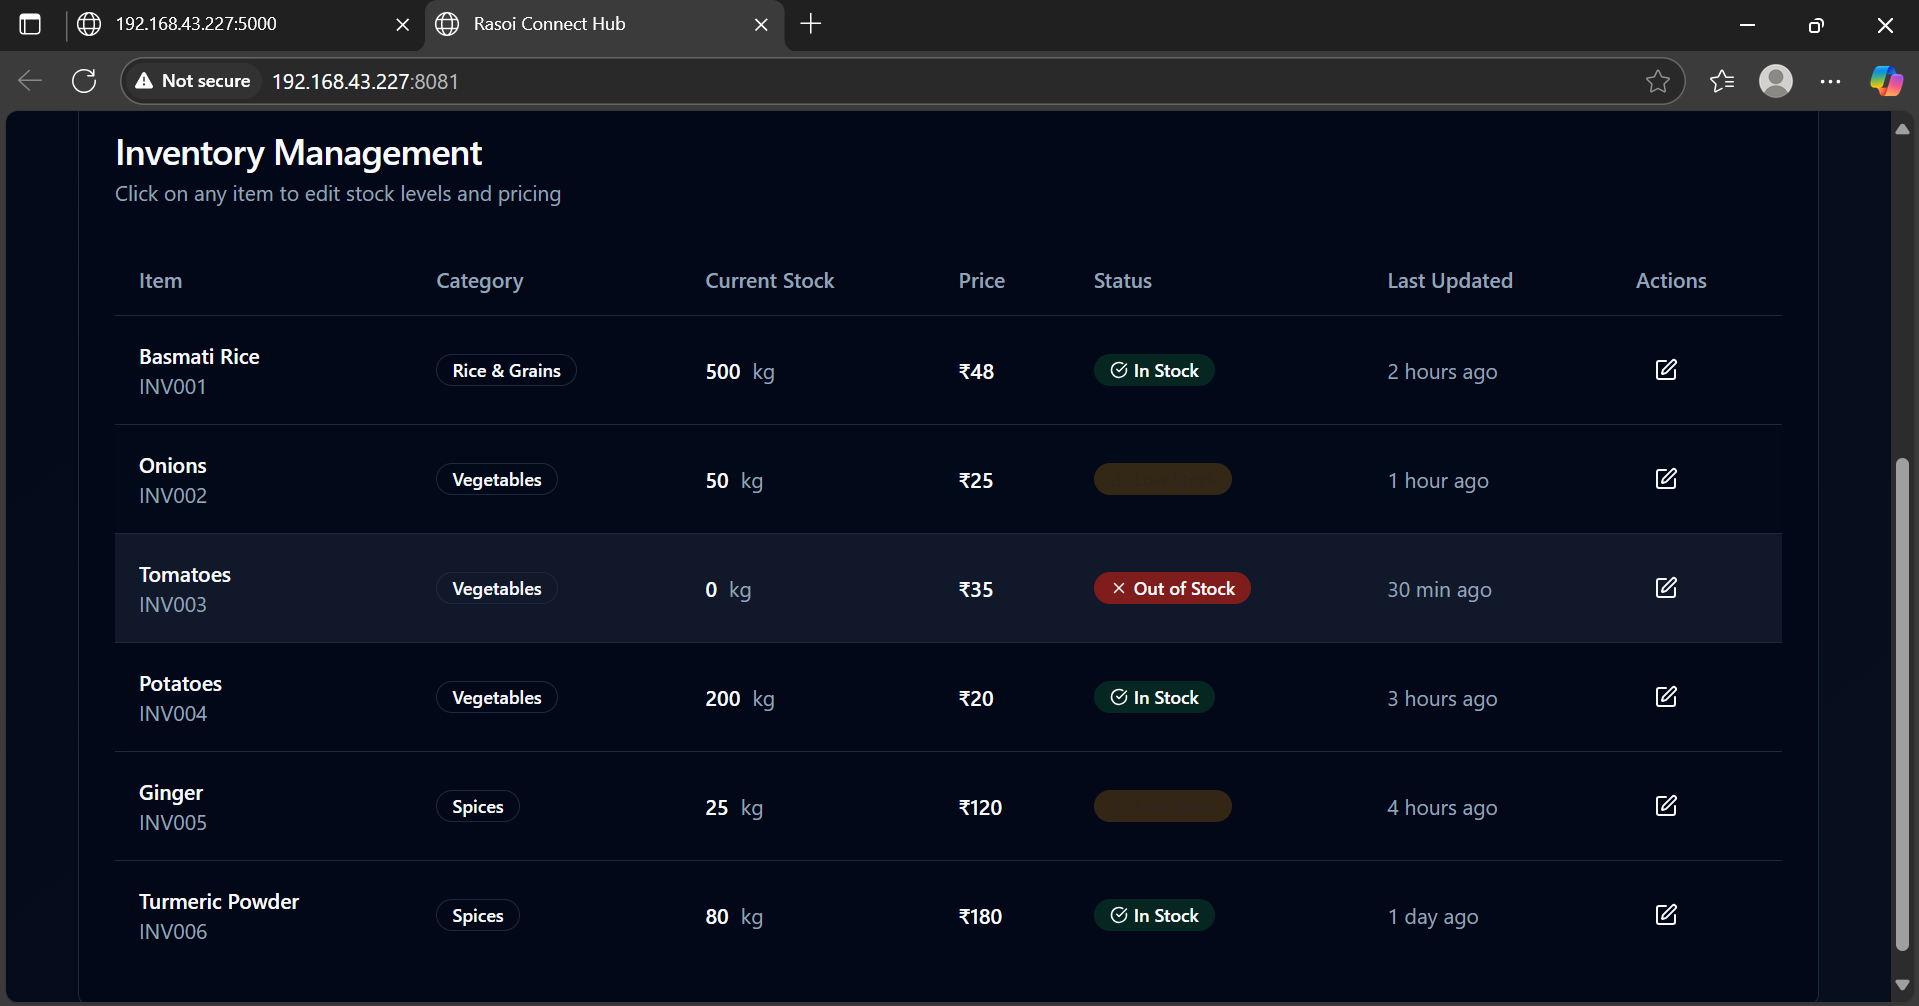 192.168.43.227:5000
Rasoi Connect Hub
Not secure
192.168.43.227:8081
Inventory Management
Click on any item to edit stock levels and pricing
Item Category Current Stock Price Status Last Updated Actions
Basmati Rice
INV001
Rice & Grains 500 kg ₹48 In Stock 2 hours ago
Onions
INV002
Vegetables 50 kg ₹25 1 hour ago
Tomatoes
INV003
Vegetables 0 kg ₹35 Out of Stock 30 min ago
Potatoes
INV004
Vegetables 200 kg ₹20 In Stock 3 hours ago
Ginger
INV005
Spices 25 kg ₹120 4 hours ago
Turmeric Powder
INV006
Spices 80 kg ₹180 In Stock 1 day ago